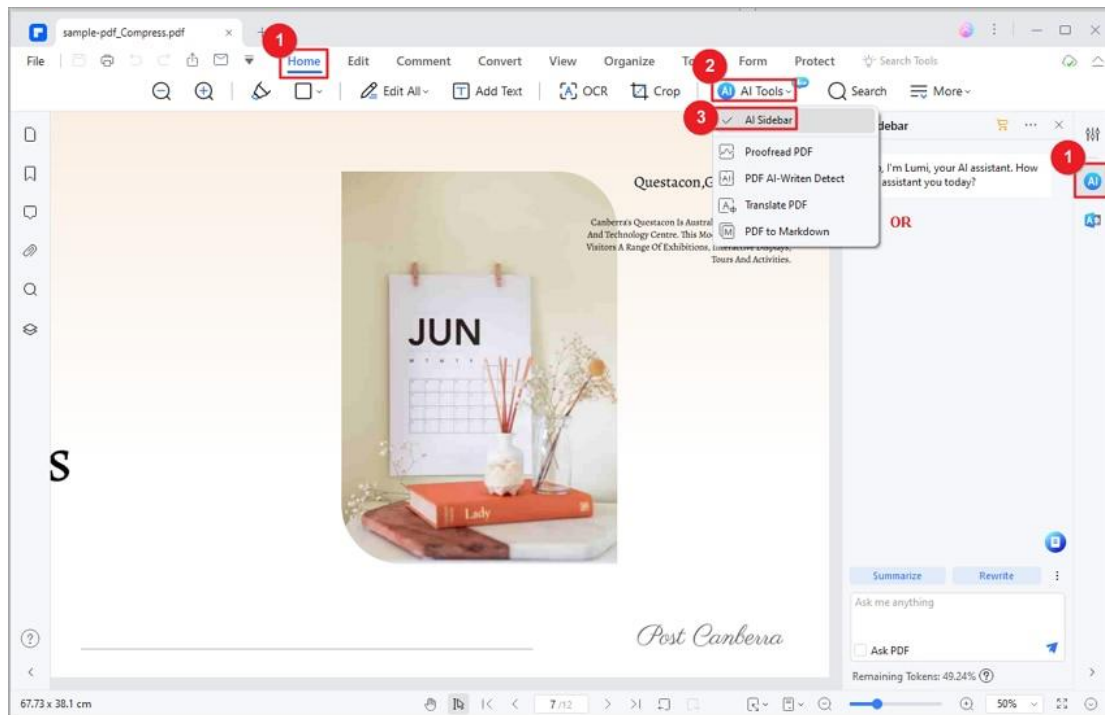 sample-pdf_Compress.pdf
1
File
Home
Edit
Comment
Convert
View
Organize
2
Form
Protect
Search Tools
Edit All
Add Text
OCR
Crop
AI Tools
Search
More
3
AI Sidebar
Proofread PDF
PDF AI-Writen Detect
Translate PDF
PDF to Markdown
debar
1
I'm Lumi, your AI assistant. How
assistant you today?
AI
OR
Questacon,G
Canberra's Questacon Is
And Technology Centre. This
Visitors A Range Of Exhibitions, Interactive Displays,
Tours And Activities.
JUN
Lady
s
Post Canberra
Summarize
Rewrite
Ask me anything
Ask PDF
Remaining Tokens: 49.24%
67.73 x 38.1 cm
7 /12
50%